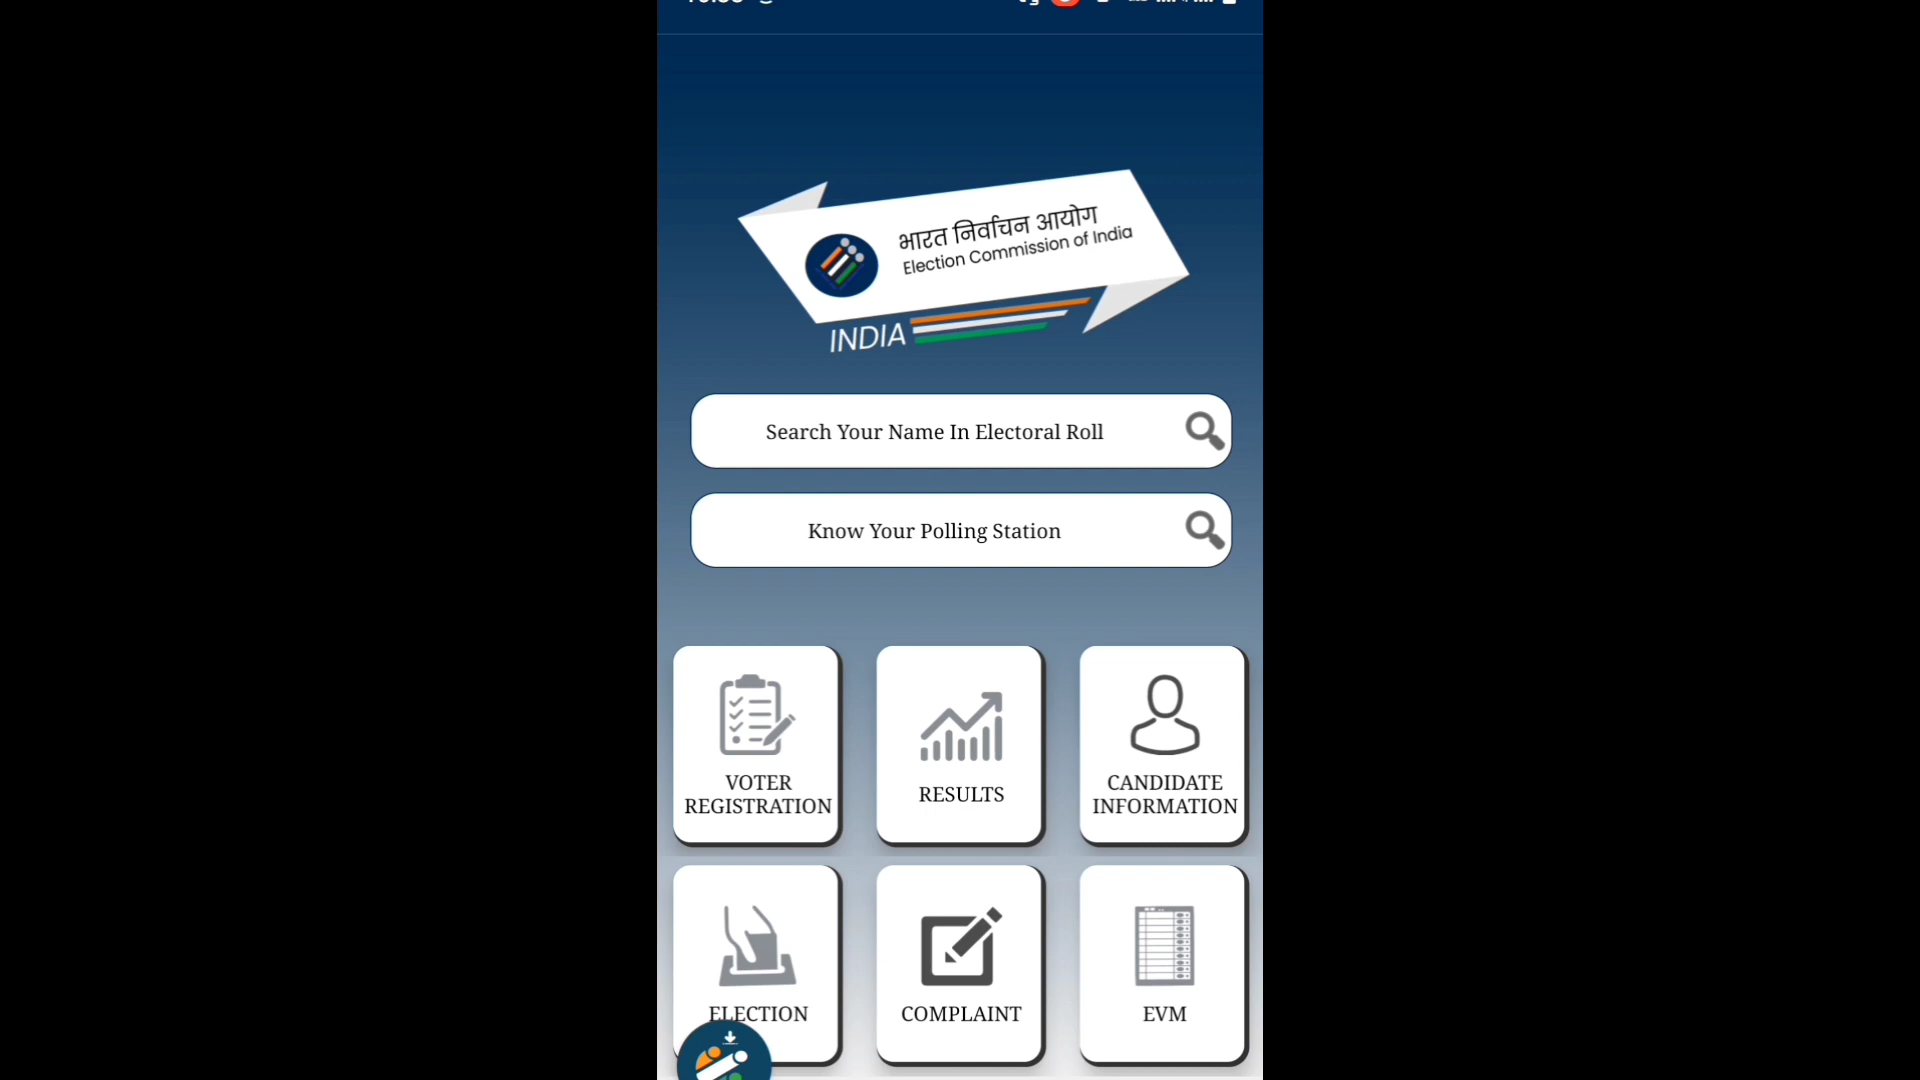 भारत निर्वाचन आयोग
Election Commission of India
INDIA
Search Your Name In Electoral Roll
Know Your Polling Station
VOTER
REGISTRATION
RESULTS
CANDIDATE
INFORMATION
ELECTION
COMPLAINT
EVM